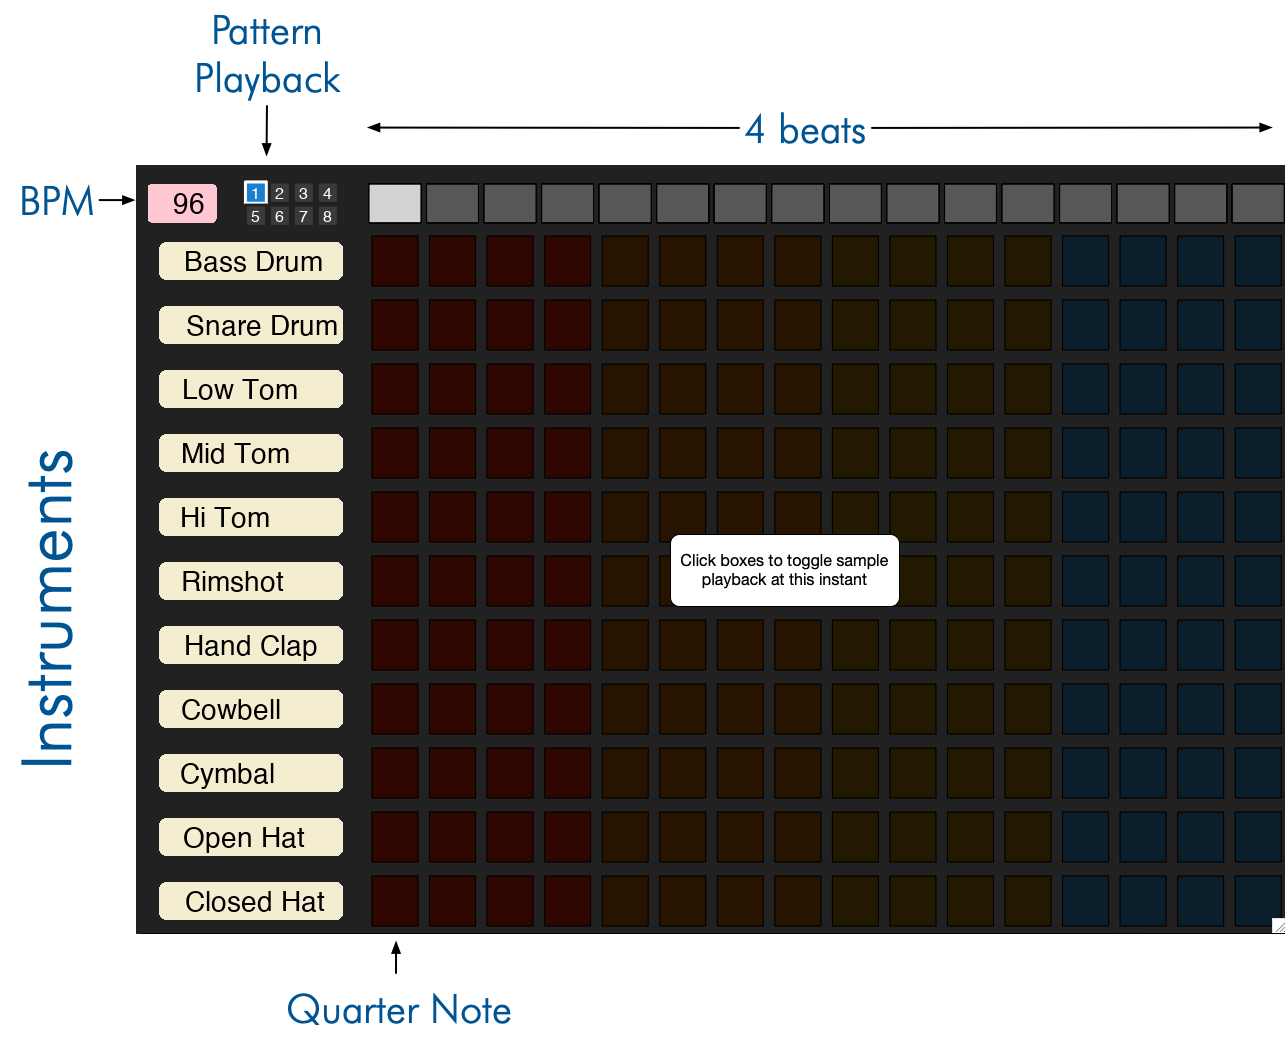 Pattern
Playback
4 beats
BPM
96
1 2 3 4
5 6 7 8
Bass Drum
Snare Drum
Low Tom
Mid Tom
Hi Tom
Rimshot
Hand Clap
Cowbell
Cymbal
Open Hat
Closed Hat
Instruments
Click boxes to toggle sample
playback at this instant
Quarter Note